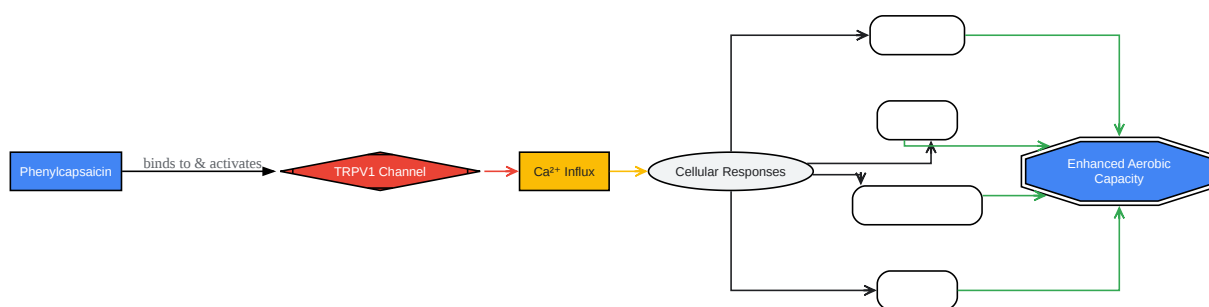 Phenylcapsaicin
binds to & activates
TRPV1 Channel
Ca²⁺ Influx
Cellular Responses
Enhanced Aerobic
Capacity